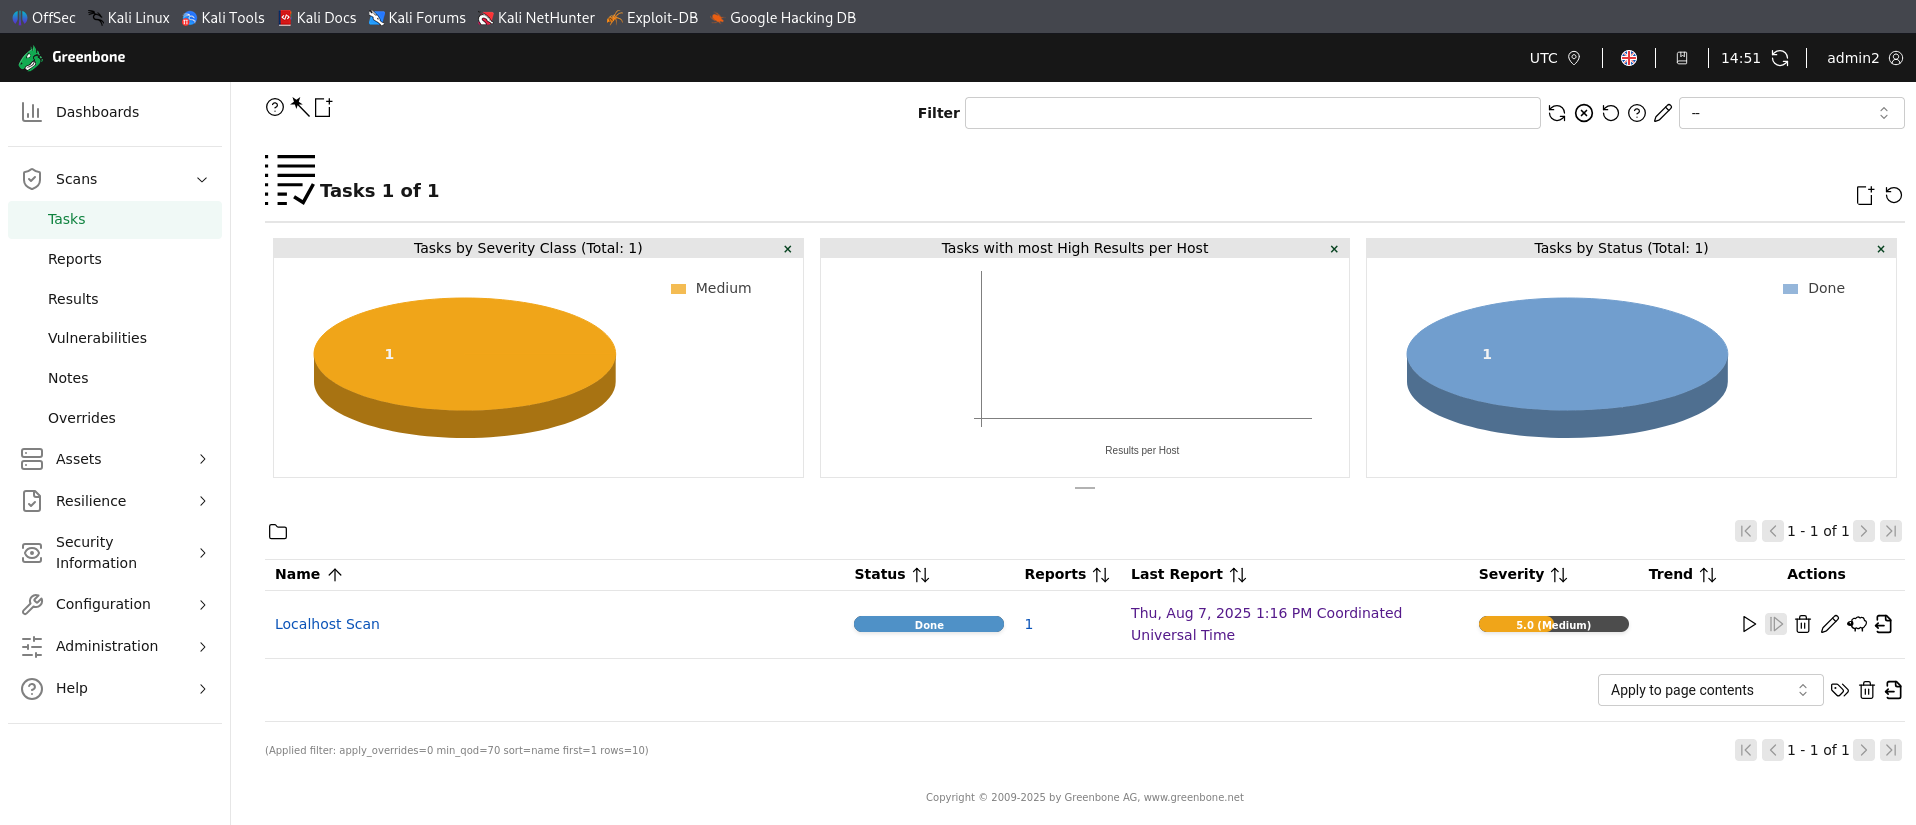 OffSec Kali Linux Kali Tools Kali Docs Kali Forums Kali NetHunter Exploit-DB Google Hacking DB
Greenbone
UTC 14:51 admin2
Dashboards
Scans
Tasks
Reports
Results
Vulnerabilities
Notes
Overrides
Assets
Resilience
Security
Information
Configuration
Administration
Help
Filter
--
Tasks 1 of 1
Tasks by Severity Class (Total: 1)
Medium
1
Tasks with most High Results per Host
Results per Host
Tasks by Status (Total: 1)
Done
1
1 - 1 of 1
Name Status Reports Last Report Severity Trend Actions
Localhost Scan Done 1 Thu, Aug 7, 2025 1:16 PM Coordinated
Universal Time 5.0 (Medium)
Apply to page contents
(Applied filter: apply_overrides=0 min_qod=70 sort=name first=1 rows=10)
1 - 1 of 1
Copyright © 2009-2025 by Greenbone AG, www.greenbone.net